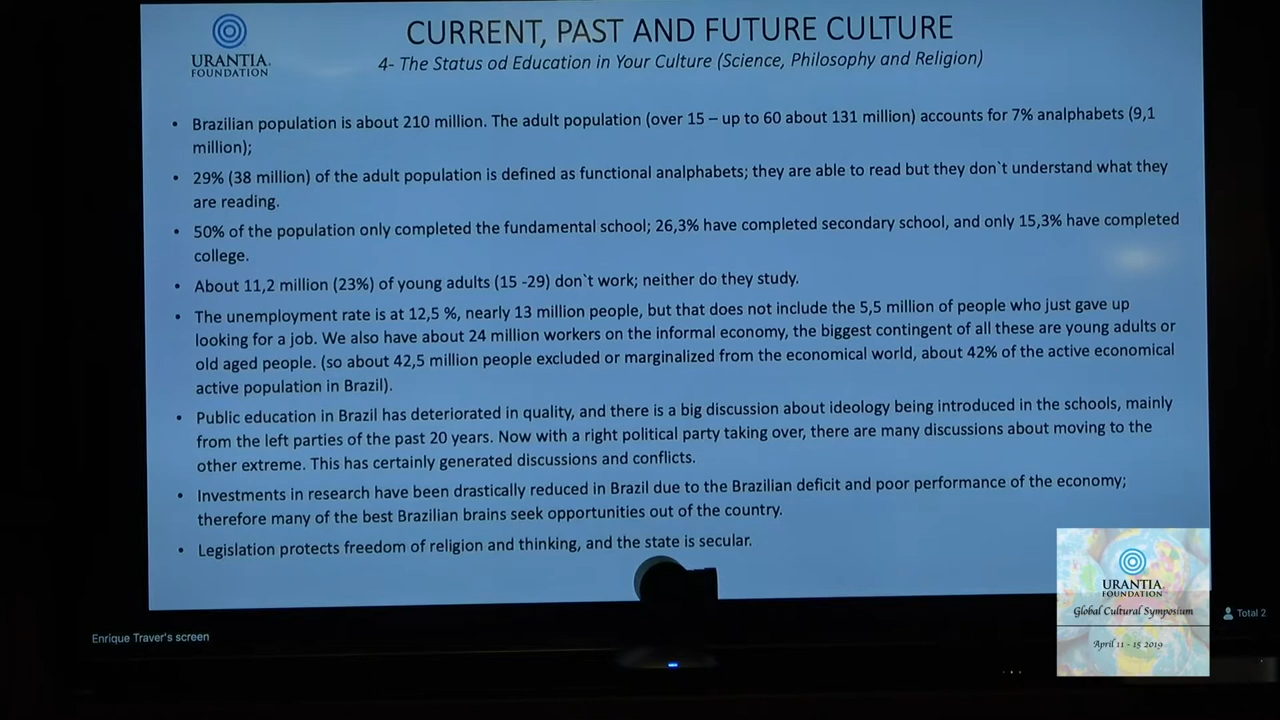 URANTIA
FOUNDATION
CURRENT, PAST AND FUTURE CULTURE
4- The Status od Education in Your Culture (Science, Philosophy and Religion)
• Brazilian population is about 210 million. The adult population (over 15 – up to 60 about 131 million) accounts for 7% analphabets (9,1
million);
• 29% (38 million) of the adult population is defined as functional analphabets; they are able to read but they don`t understand what they
are reading.
• 50% of the population only completed the fundamental school; 26,3% have completed secondary school, and only 15,3% have completed
college.
• About 11,2 million (23%) of young adults (15 -29) don`t work; neither do they study.
• The unemployment rate is at 12,5 %, nearly 13 million people, but that does not include the 5,5 million of people who just gave up
looking for a job. We also have about 24 million workers on the informal economy, the biggest contingent of all these are young adults or
old aged people. (so about 42,5 million people excluded or marginalized from the economical world, about 42% of the active economical
active population in Brazil).
• Public education in Brazil has deteriorated in quality, and there is a big discussion about ideology being introduced in the schools, mainly
from the left parties of the past 20 years. Now with a right political party taking over, there are many discussions about moving to the
other extreme. This has certainly generated discussions and conflicts.
• Investments in research have been drastically reduced in Brazil due to the Brazilian deficit and poor performance of the economy;
therefore many of the best Brazilian brains seek opportunities out of the country.
• Legislation protects freedom of religion and thinking, and the state is secular.
URANTIA
FOUNDATION
Global Cultural Symposium
April 11 - 15 2019
Total 2
Enrique Traver's screen